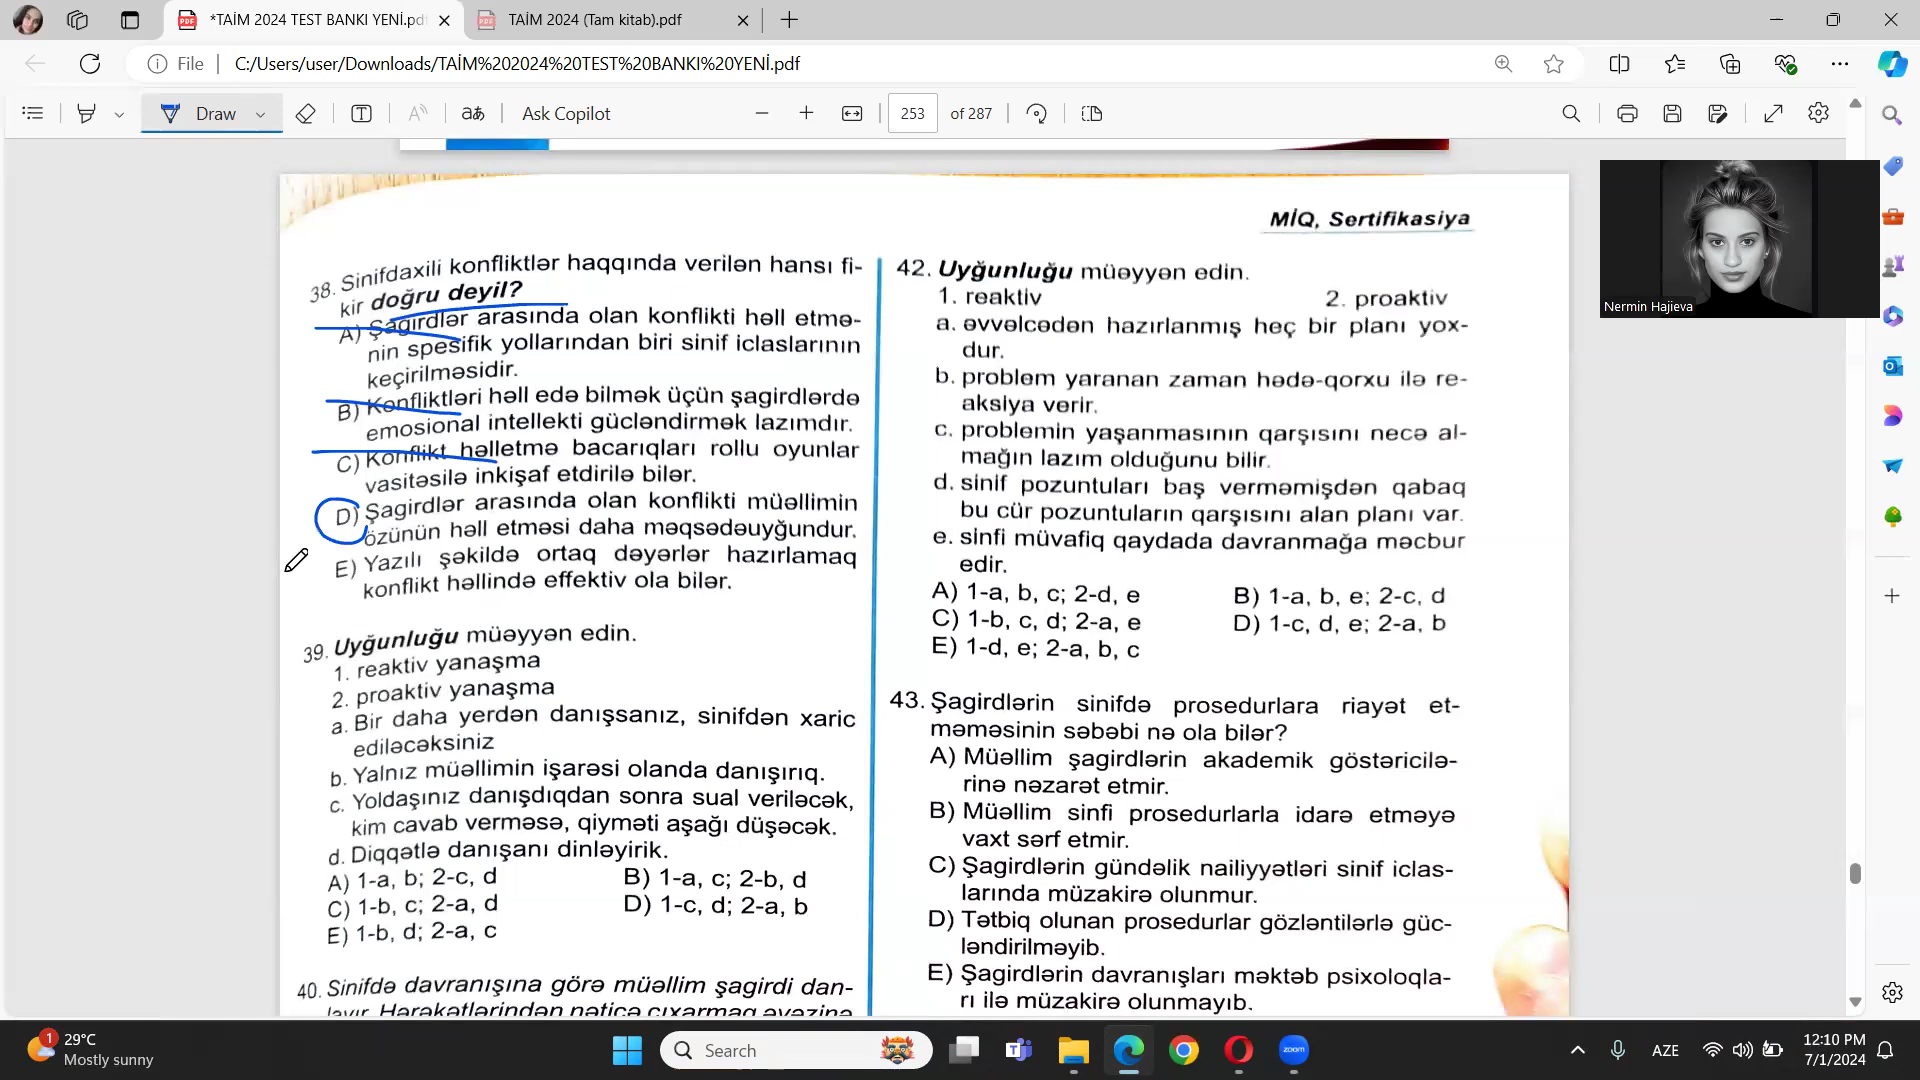 *TAİM 2024 TEST BANKI YENİ.pd
TAİM 2024 (Tam kitab).pdf
File
C:/Users/user/Downloads/TAİM%202024%20TEST%20BANKI%20YENİ.pdf
Draw
Ask Copilot
253 of 287
MİQ, Sertifikasiya
38. Sinifdaxili konfliktlər haqqında verilən hansı fi-
kir doğru deyil?
A) Şagirdlər arasında olan konflikti həll etmə-
nin spesifik yollarından biri sinif iclaslarının
keçirilməsidir.
B) Konfliktləri həll edə bilmək üçün şagirdlərdə
emosional intellekti gücləndirmək lazımdır.
C) Konflikt həlletmə bacarıqları rollu oyunlar
vasitəsilə inkişaf etdirilə bilər.
D) Şagirdlər arasında olan konflikti müəllimin
özünün həll etməsi daha məqsədəuyğundur.
E) Yazılı şəkildə ortaq dəyərlər hazırlamaq
konflikt həllində effektiv ola bilər.
39. Uyğunluğu müəyyən edin.
1. reaktiv yanaşma
2. proaktiv yanaşma
a. Bir daha yerdən danışsanız, sinifdən xaric
ediləcəksiniz
b. Yalnız müəllimin işarəsi olanda danışırıq.
c. Yoldaşınız danışdıqdan sonra sual veriləcək,
kim cavab verməsə, qiyməti aşağı düşəcək.
d. Diqqətlə danışanı dinləyirik.
A) 1-a, b; 2-c, d B) 1-a, c; 2-b, d
C) 1-b, c; 2-a, d D) 1-c, d; 2-a, b
E) 1-b, d; 2-a, c
40. Sinifdə davranışına görə müəllim şagirdi dan-
layır. Hərəkətlərindən nəticə çıxarmaq əvəzinə
42. Uyğunluğu müəyyən edin.
1. reaktiv 2. proaktiv
a. əvvəlcədən hazırlanmış heç bir planı yox-
dur.
b. problem yaranan zaman hədə-qorxu ilə re-
aksiya verir.
c. problemin yaşanmasının qarşısını necə al-
mağın lazım olduğunu bilir.
d. sinif pozuntuları baş verməmişdən qabaq
bu cür pozuntuların qarşısını alan planı var.
e. sinfi müvafiq qaydada davranmağa məcbur
edir.
A) 1-a, b, c; 2-d, e B) 1-a, b, e; 2-c, d
C) 1-b, c, d; 2-a, e D) 1-c, d, e; 2-a, b
E) 1-d, e; 2-a, b, c
43. Şagirdlərin sinifdə prosedurlara riayət et-
məməsinin səbəbi nə ola bilər?
A) Müəllim şagirdlərin akademik göstəricilə-
rinə nəzarət etmir.
B) Müəllim sinfi prosedurlarla idarə etməyə
vaxt sərf etmir.
C) Şagirdlərin gündəlik nailiyyətləri sinif iclas-
larında müzakirə olunmur.
D) Tətbiq olunan prosedurlar gözləntilərlə güc-
ləndirilməyib.
E) Şagirdlərin davranışları məktəb psixoloqla-
rı ilə müzakirə olunmayıb.
Nermin Hajieva
1
29°C
Mostly sunny
Search
zoom
AZE
12:10 PM
7/1/2024